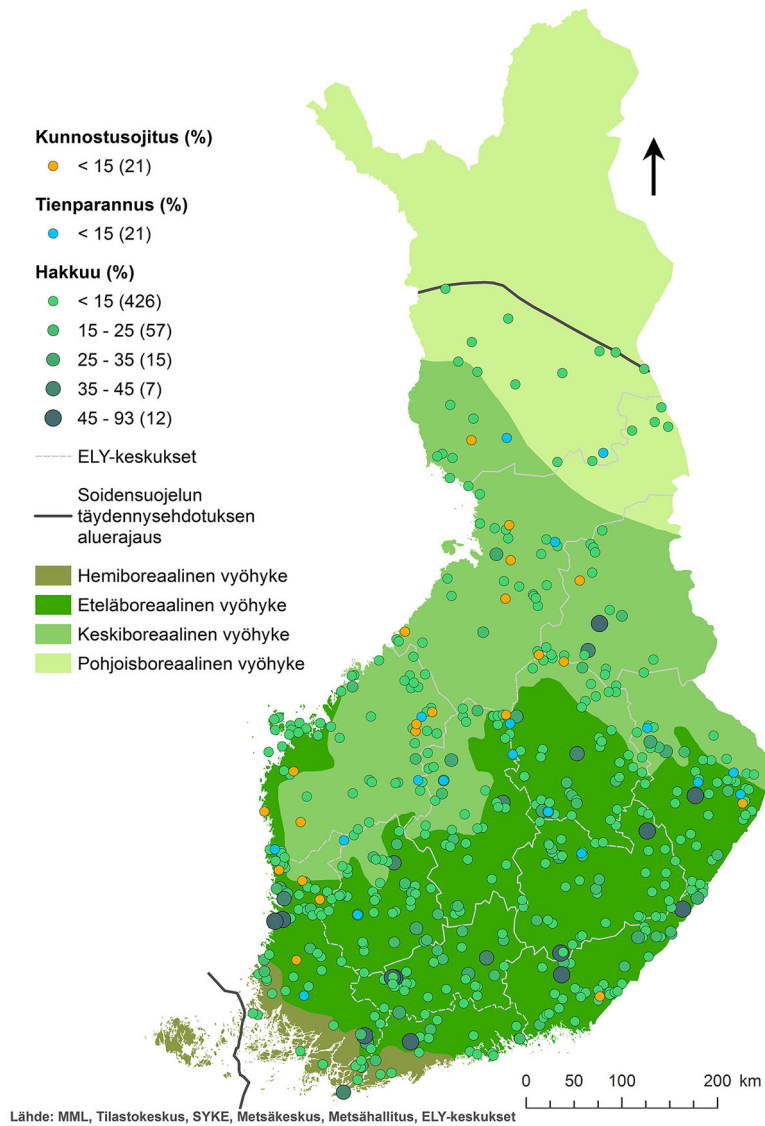 Kunnostusojitus (%)
< 15 (21)
Tienparannus (%)
< 15 (21)
Hakkuu (%)
< 15 (426)
15 - 25 (57)
25 - 35 (15)
35 - 45 (7)
45 - 93 (12)
ELY-keskukset
Soidensuojelun
täydennysehdotuksen
aluerajaus
Hemiboreaalinen vyöhyke
Eteläboreaalinen vyöhyke
Keskiboreaalinen vyöhyke
Pohjoisboreaalinen vyöhyke
0 50 100 200 km
Lähde: MML, Tilastokeskus, SYKE, Metsäkeskus, Metsähallitus, ELY-keskukset